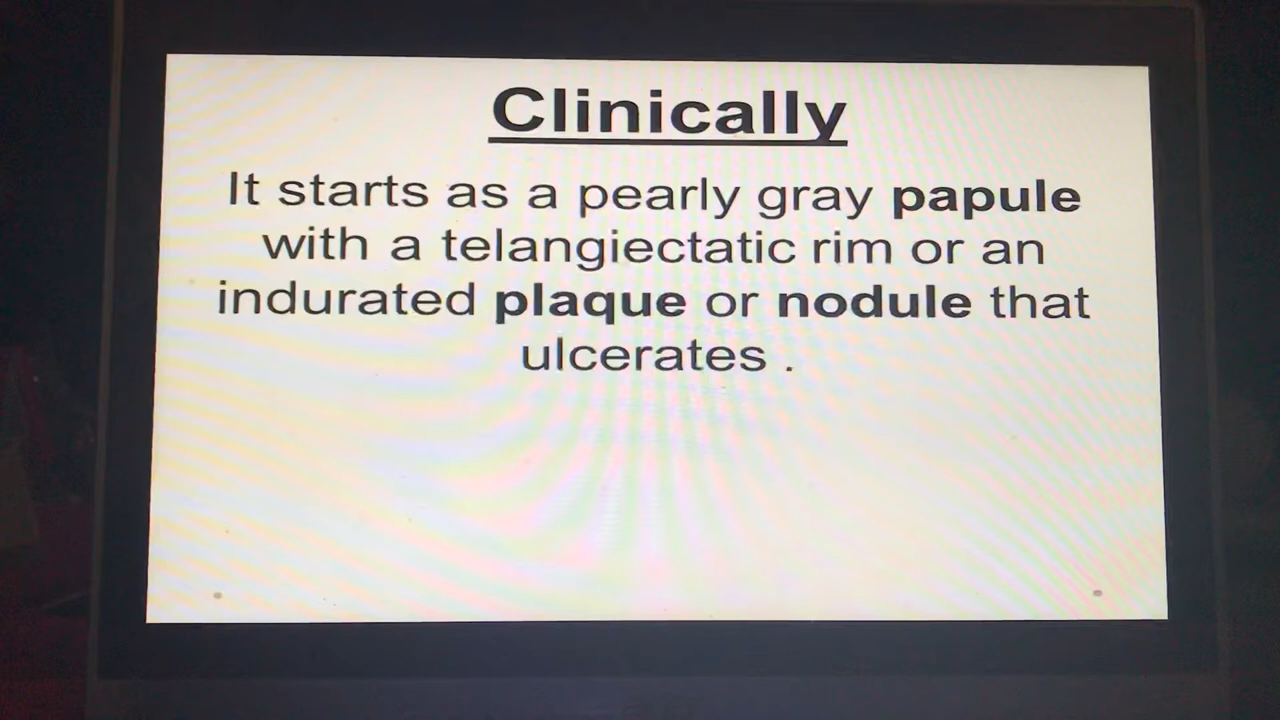 Clinically
It starts as a pearly gray papule
with a telangiectatic rim or an
indurated plaque or nodule that
ulcerates .